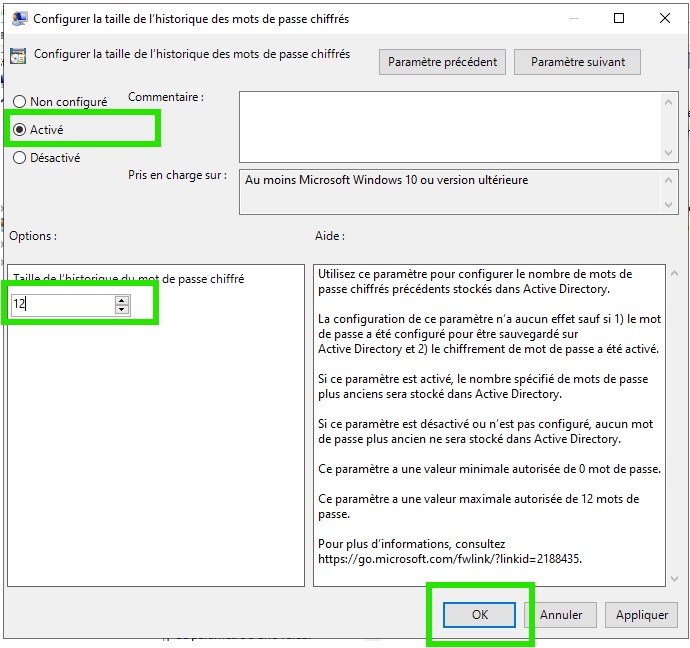 Configurer la taille de l’historique des mots de passe chiffrés
Configurer la taille de l’historique des mots de passe chiffrés
Paramètre précédent
Paramètre suivant
Non configuré
Activé
Désactivé
Commentaire :
Pris en charge sur :
Au moins Microsoft Windows 10 ou version ultérieure
Options :
Aide :
Taille de l’historique du mot de passe chiffré
12
Utilisez ce paramètre pour configurer le nombre de mots de
passe chiffrés précédents stockés dans Active Directory.
La configuration de ce paramètre n’a aucun effet sauf si 1) le mot
de passe a été configuré pour être sauvegardé sur
Active Directory et 2) le chiffrement de mot de passe a été activé.
Si ce paramètre est activé, le nombre spécifié de mots de passe
plus anciens sera stocké dans Active Directory.
Si ce paramètre est désactivé ou n’est pas configuré, aucun mot
de passe plus ancien ne sera stocké dans Active Directory.
Ce paramètre a une valeur minimale autorisée de 0 mot de passe.
Ce paramètre a une valeur maximale autorisée de 12 mots de
passe.
Pour plus d’informations, consultez
https://go.microsoft.com/fwlink/?linkid=2188435.
OK
Annuler
Appliquer